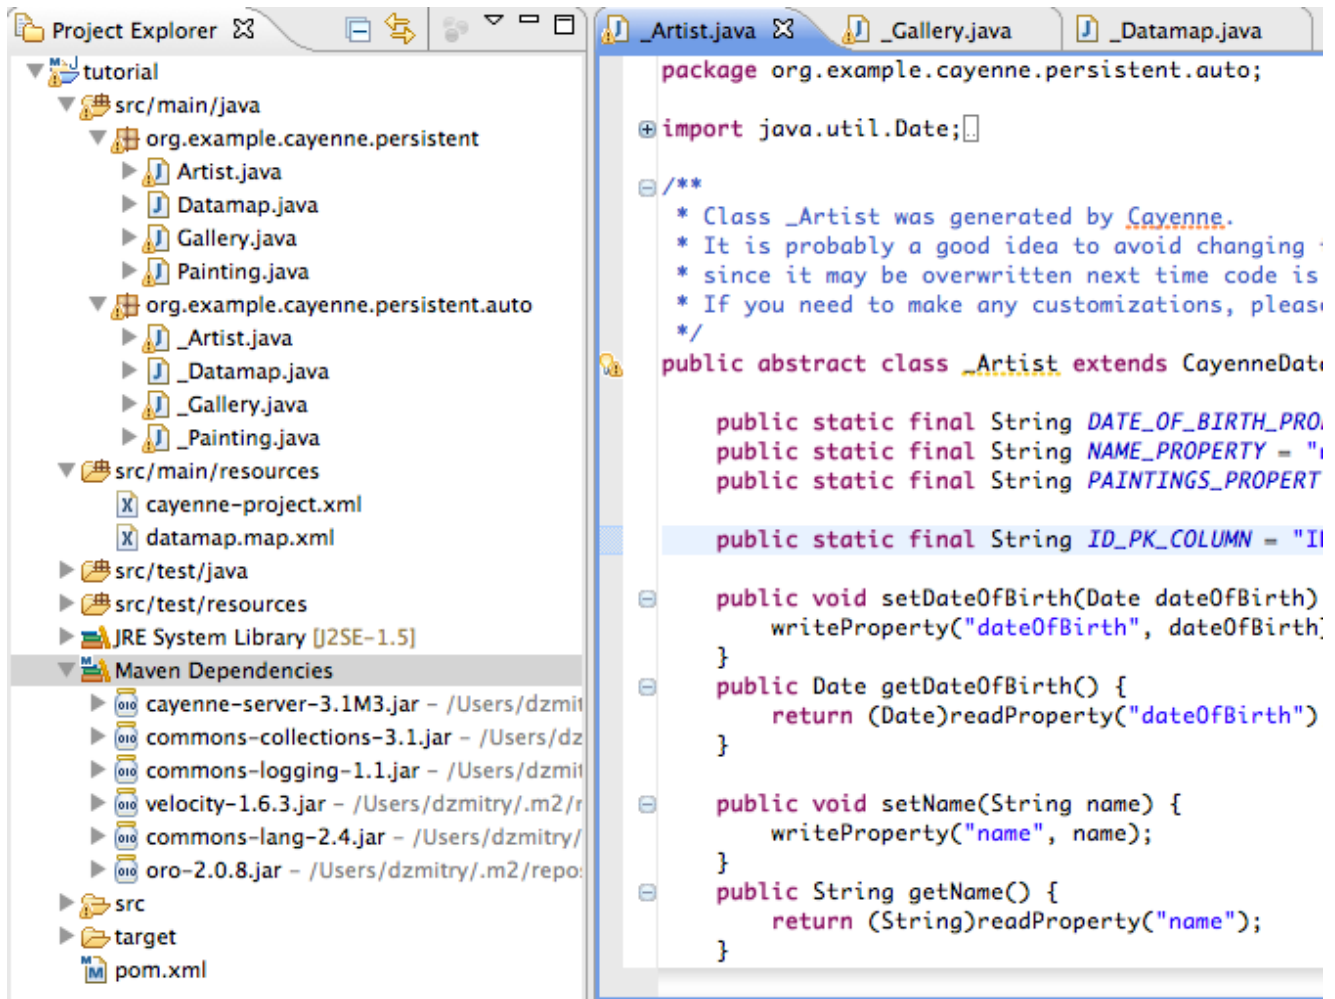 Project Explorer
tutorial
src/main/java
org.example.cayenne.persistent
Artist.java
Datamap.java
Gallery.java
Painting.java
org.example.cayenne.persistent.auto
_Artist.java
_Datamap.java
_Gallery.java
_Painting.java
src/main/resources
cayenne-project.xml
datamap.map.xml
src/test/java
src/test/resources
JRE System Library [J2SE-1.5]
Maven Dependencies
cayenne-server-3.1M3.jar - /Users/dzmit
commons-collections-3.1.jar - /Users/dz
commons-logging-1.1.jar - /Users/dzmit
velocity-1.6.3.jar - /Users/dzmitry/.m2/r
commons-lang-2.4.jar - /Users/dzmitry/
oro-2.0.8.jar - /Users/dzmitry/.m2/repo
src
target
pom.xml
_Artist.java _Gallery.java _Datamap.java
package org.example.cayenne.persistent.auto;
import java.util.Date;
/**
* Class _Artist was generated by Cayenne.
* It is probably a good idea to avoid changing
* since it may be overwritten next time code is
* If you need to make any customizations, please
*/
public abstract class _Artist extends CayenneDat
public static final String DATE_OF_BIRTH_PRO
public static final String NAME_PROPERTY = "
public static final String PAINTINGS_PROPERT
public static final String ID_PK_COLUMN = "I
public void setDateOfBirth(Date dateOfBirth)
writeProperty("dateOfBirth", dateOfBirth)
}
public Date getDateOfBirth() {
return (Date)readProperty("dateOfBirth")
}
public void setName(String name) {
writeProperty("name", name);
}
public String getName() {
return (String)readProperty("name");
}